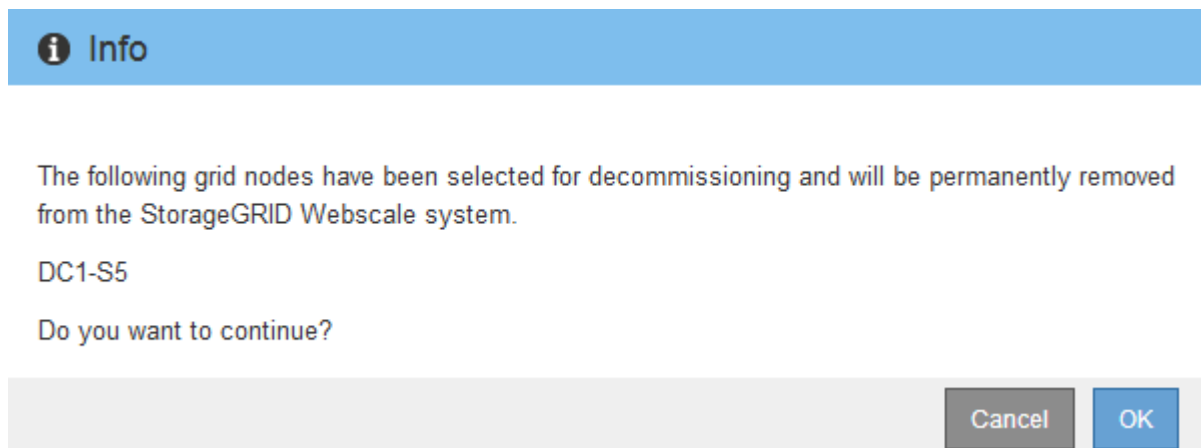 Info
The following grid nodes have been selected for decommissioning and will be permanently removed
from the StorageGRID Webscale system.
DC1-S5
Do you want to continue?
Cancel
OK